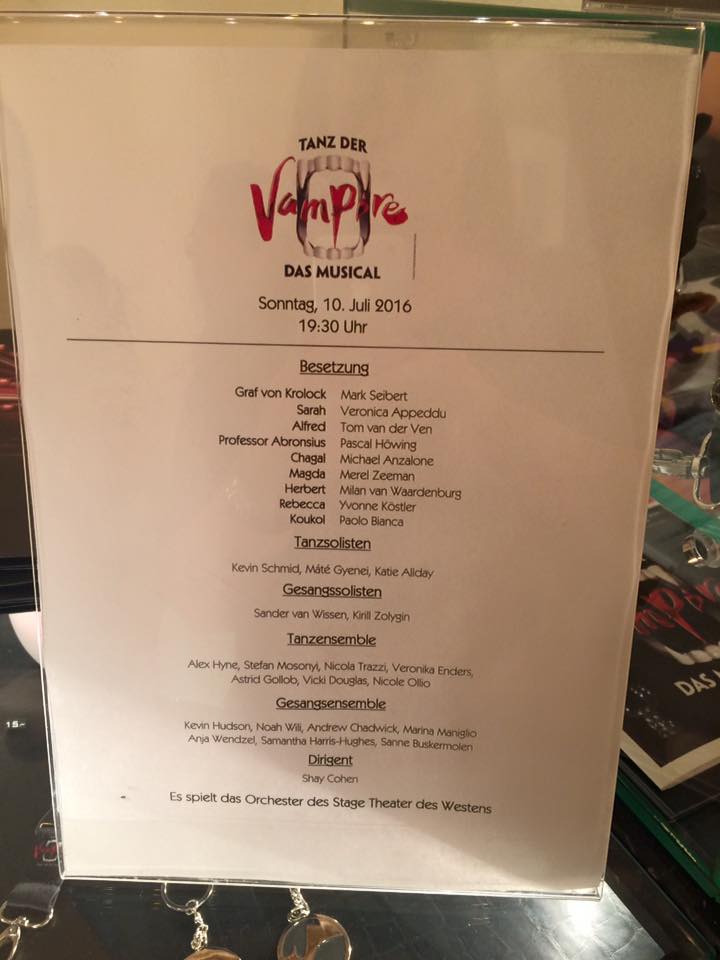 TANZ DER
Vampire
DAS MUSICAL
Sonntag, 10. Juli 2016
19:30 Uhr
Besetzung
Graf von Krolock Mark Seibert
Sarah Veronica Appeddu
Alfred Tom van der Ven
Professor Abronsius Pascal Höwing
Chagal Michael Anzalone
Magda Merel Zeeman
Herbert Milan van Waardenburg
Rebecca Yvonne Köstler
Koukol Paolo Bianca
Tanzsolisten
Kevin Schmid, Máté Gyenei, Katie Allday
Gesangssolisten
Sander van Wissen, Kirill Zolygin
Tanzensemble
Alex Hyne, Stefan Mosonyi, Nicola Trazzi, Veronika Enders,
Astrid Gollob, Vicki Douglas, Nicole Ollio
Gesangsensemble
Kevin Hudson, Noah Wili, Andrew Chadwick, Marina Maniglio
Anja Wendzel, Samantha Harris-Hughes, Sanne Buskermolen
Dirigent
Shay Cohen
Es spielt das Orchester des Stage Theater des Westens
15.-
Vampire
DAS M